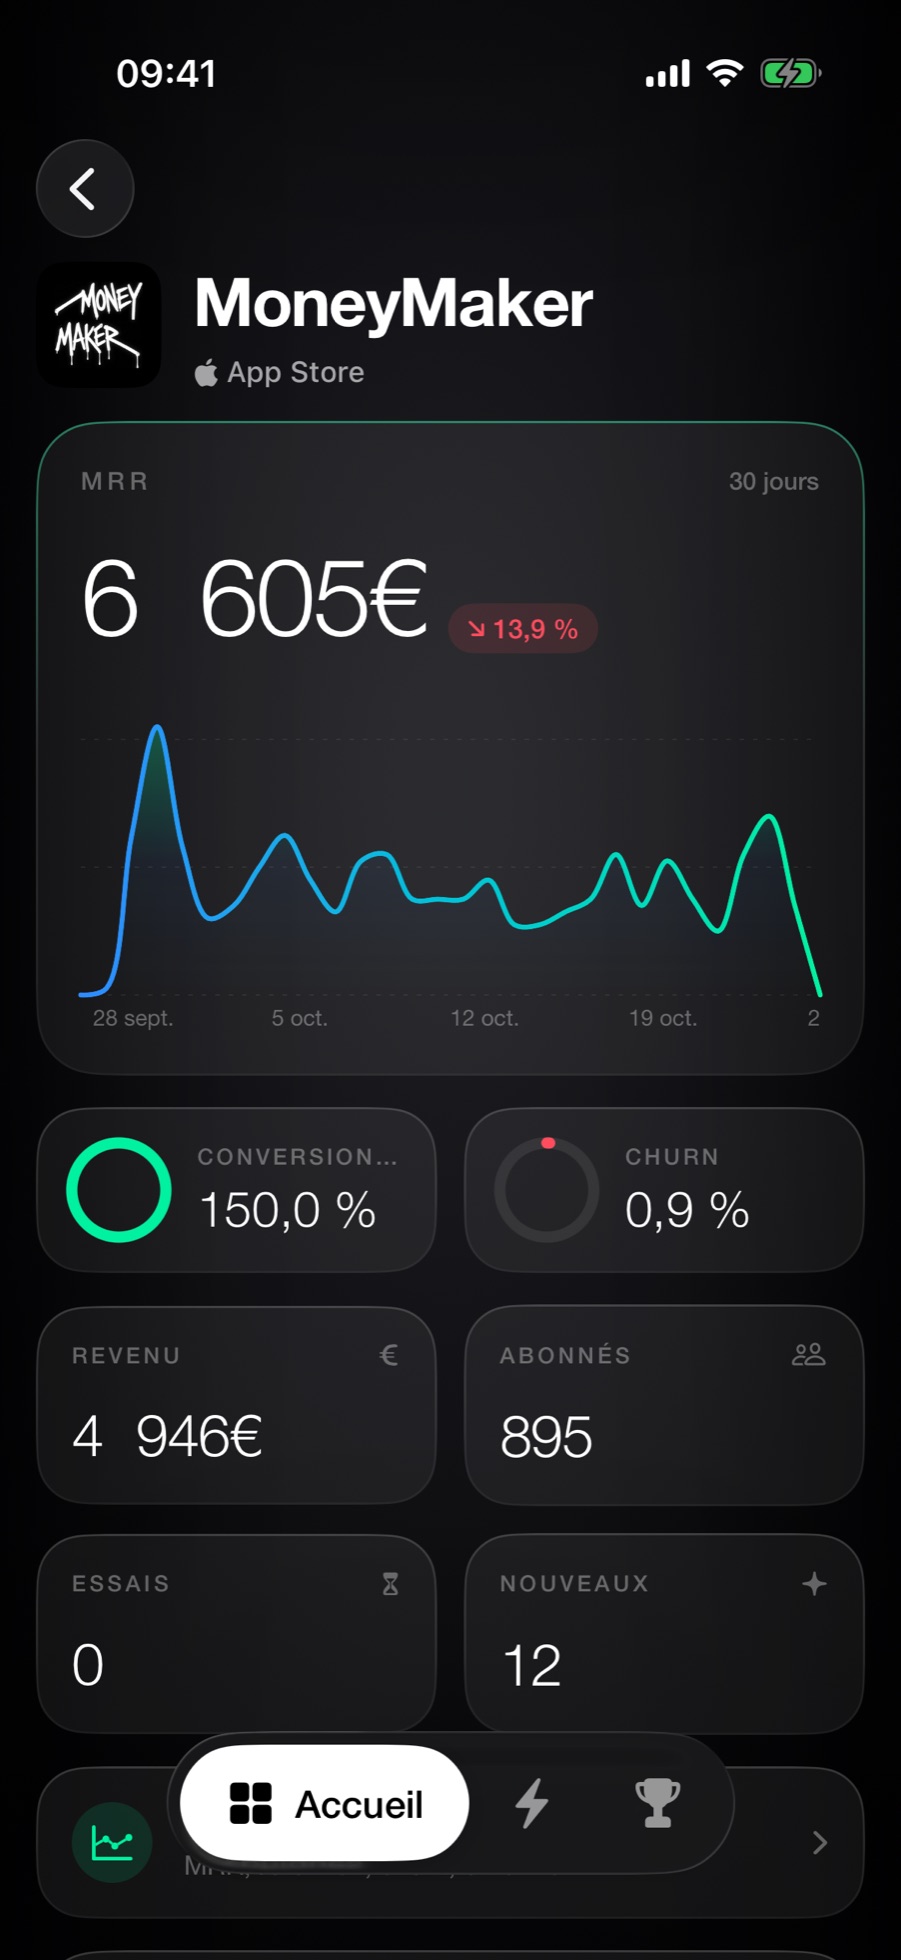 09:41
MONEY
MAKER
MoneyMaker
App Store
MRR
30 jours
6 605€
13,9 %
28 sept.
5 oct.
12 oct.
19 oct.
2
CONVERSION...
150,0 %
CHURN
0,9 %
REVENU
€
4 946€
ABONNÉS
895
ESSAIS
0
NOUVEAUX
12
Accueil